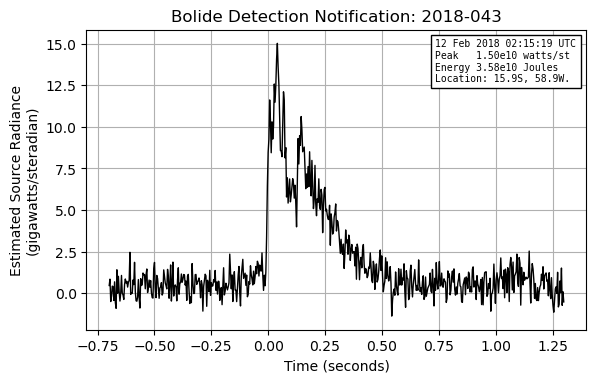 Bolide Detection Notification: 2018-043
12 Feb 2018 02:15:19 UTC
Peak   1.50e10 watts/st
Energy 3.58e10 Joules
Location: 15.9S, 58.9W.
Estimated Source Radiance
(gigawatts/steradian)
15.0
12.5
10.0
7.5
5.0
2.5
0.0
−0.75 −0.50 −0.25 0.00 0.25 0.50 0.75 1.00 1.25
Time (seconds)